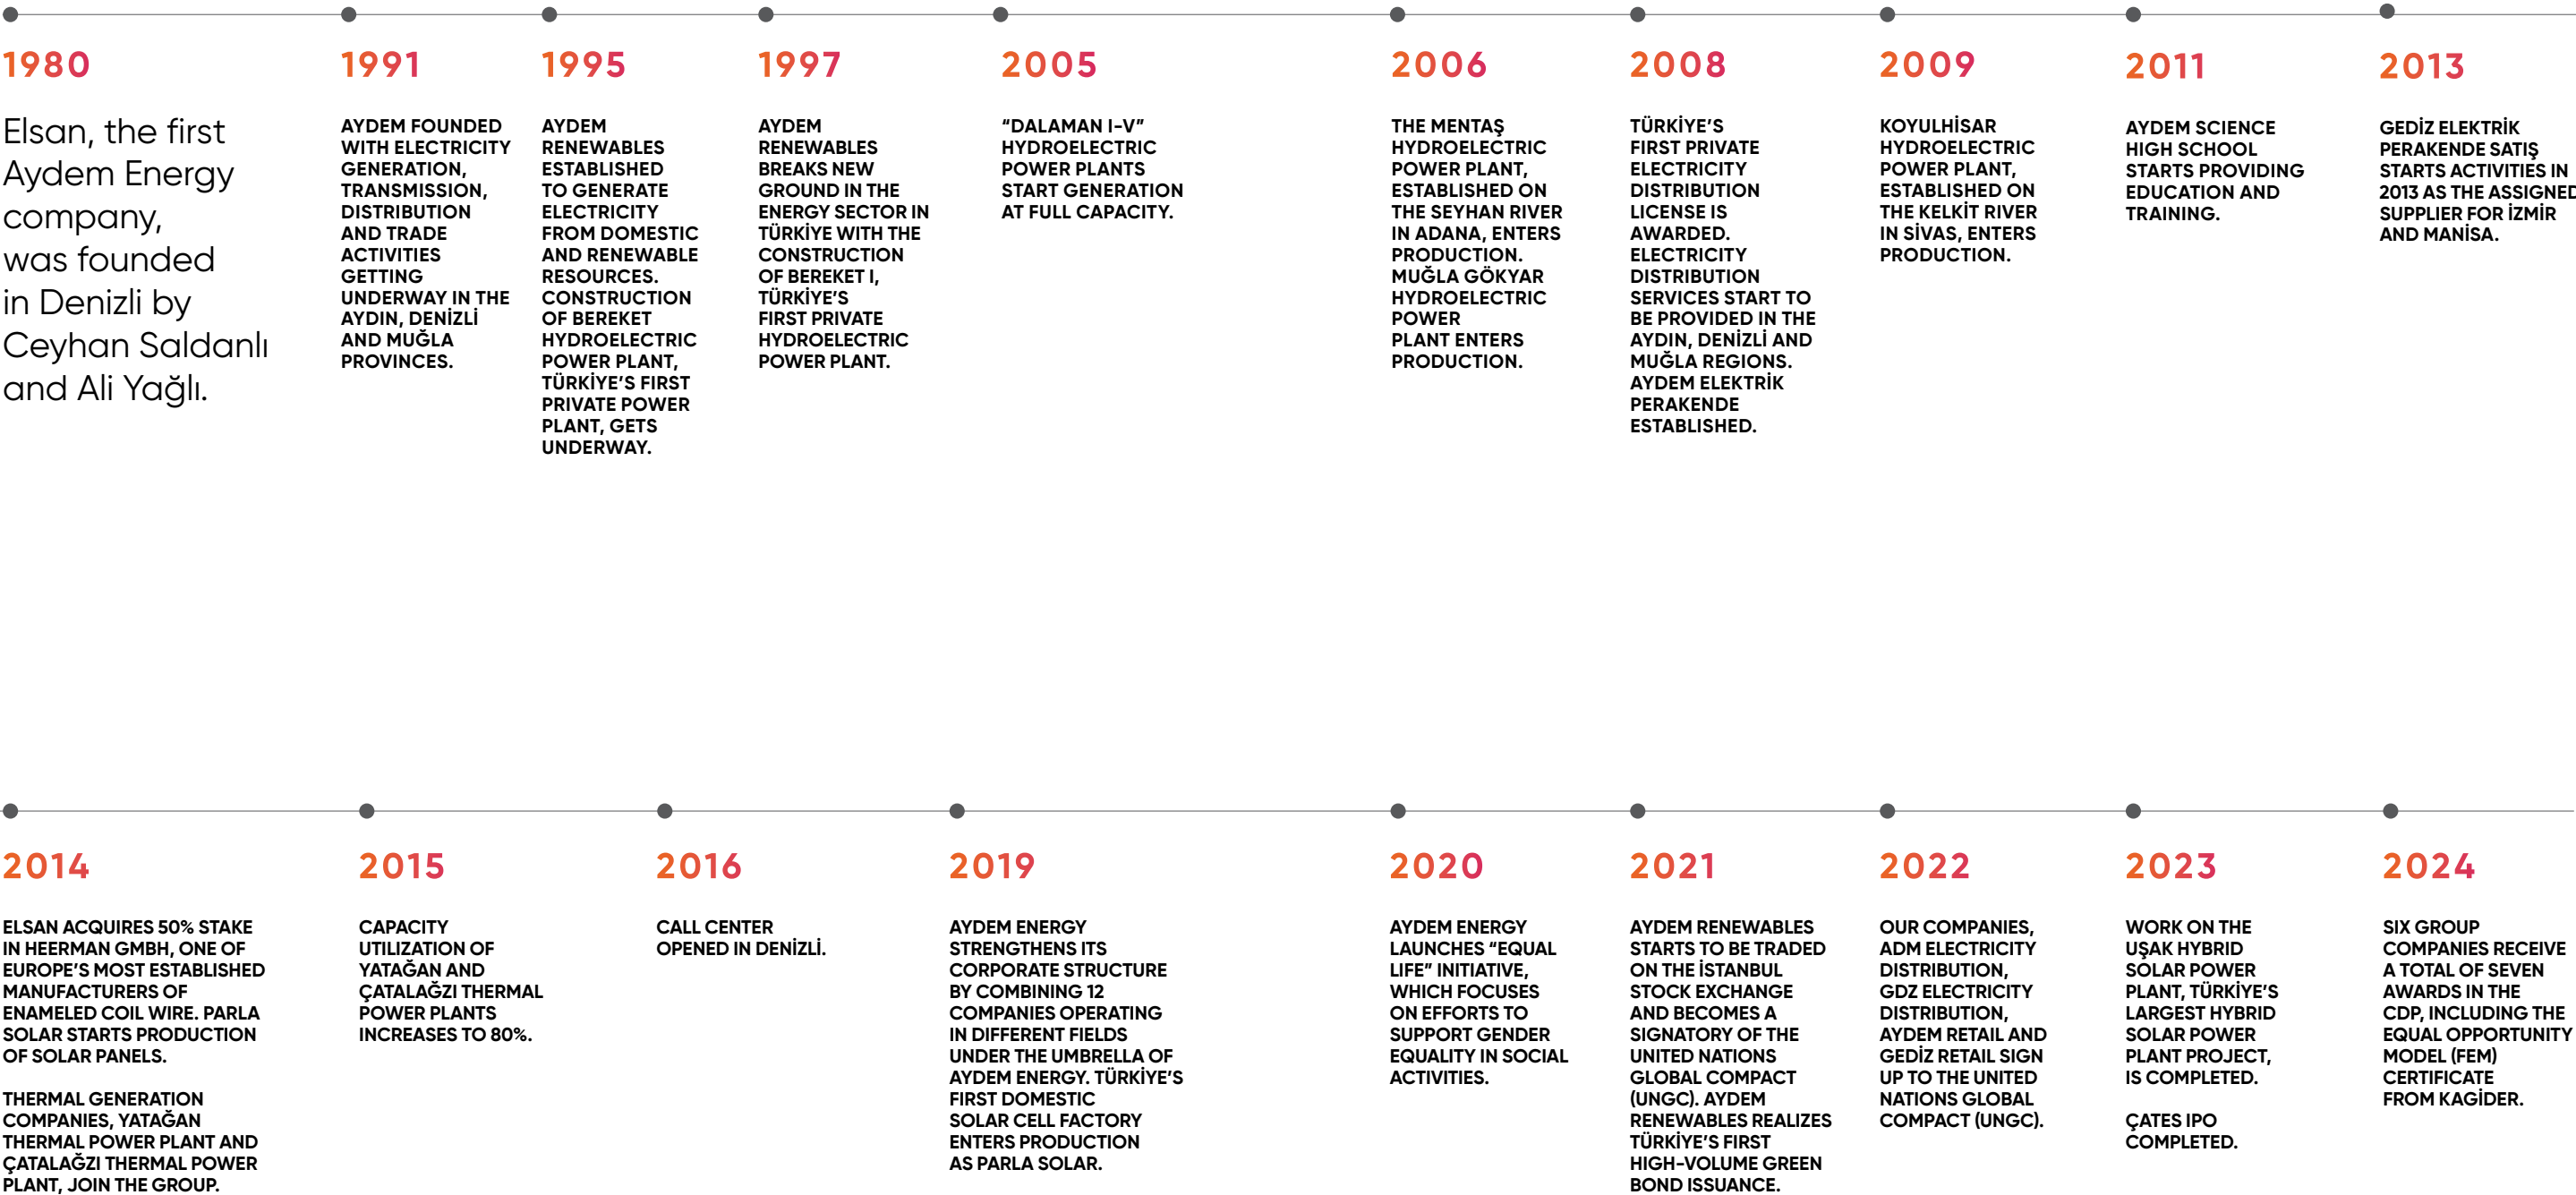 1980
Elsan, the first
Aydem Energy
company,
was founded
in Denizli by
Ceyhan Saldanlı
and Ali Yağlı.
1991
AYDEM FOUNDED
WITH ELECTRICITY
GENERATION,
TRANSMISSION,
DISTRIBUTION
AND TRADE
ACTIVITIES
GETTING
UNDERWAY IN THE
AYDIN, DENİZLİ
AND MUĞLA
PROVINCES.
1995
AYDEM
RENEWABLES
ESTABLISHED
TO GENERATE
ELECTRICITY
FROM DOMESTIC
AND RENEWABLE
RESOURCES.
CONSTRUCTION
OF BEREKET
HYDROELECTRIC
POWER PLANT,
TÜRKİYE'S FIRST
PRIVATE POWER
PLANT, GETS
UNDERWAY.
1997
AYDEM
RENEWABLES
BREAKS NEW
GROUND IN THE
ENERGY SECTOR IN
TÜRKİYE WITH THE
CONSTRUCTION
OF BEREKET I,
TÜRKİYE'S
FIRST PRIVATE
HYDROELECTRIC
POWER PLANT.
2005
“DALAMAN I-V”
HYDROELECTRIC
POWER PLANTS
START GENERATION
AT FULL CAPACITY.
2006
THE MENTAŞ
HYDROELECTRIC
POWER PLANT,
ESTABLISHED ON
THE SEYHAN RIVER
IN ADANA, ENTERS
PRODUCTION.
MUĞLA GÖKYAR
HYDROELECTRIC
POWER
PLANT ENTERS
PRODUCTION.
2008
TÜRKİYE'S
FIRST PRIVATE
ELECTRICITY
DISTRIBUTION
LICENSE IS
AWARDED.
ELECTRICITY
DISTRIBUTION
SERVICES START TO
BE PROVIDED IN THE
AYDIN, DENİZLİ AND
MUĞLA REGIONS.
AYDEM ELEKTRİK
PERAKENDE
ESTABLISHED.
2009
KOYULHİSAR
HYDROELECTRIC
POWER PLANT,
ESTABLISHED ON
THE KELKİT RIVER
IN SİVAS, ENTERS
PRODUCTION.
2011
AYDEM SCIENCE
HIGH SCHOOL
STARTS PROVIDING
EDUCATION AND
TRAINING.
2013
GEDİZ ELEKTRİK
PERAKENDE SATIŞ
STARTS ACTIVITIES IN
2013 AS THE ASSIGNED
SUPPLIER FOR İZMİR
AND MANİSA.
2014
ELSAN ACQUIRES 50% STAKE
IN HEERMAN GMBH, ONE OF
EUROPE'S MOST ESTABLISHED
MANUFACTURERS OF
ENAMELED COIL WIRE. PARLA
SOLAR STARTS PRODUCTION
OF SOLAR PANELS.
THERMAL GENERATION
COMPANIES, YATAĞAN
THERMAL POWER PLANT AND
ÇATALAĞZI THERMAL POWER
PLANT, JOIN THE GROUP.
2015
CAPACITY
UTILIZATION OF
YATAĞAN AND
ÇATALAĞZI THERMAL
POWER PLANTS
INCREASES TO 80%.
2016
CALL CENTER
OPENED IN DENİZLİ.
2019
AYDEM ENERGY
STRENGTHENS ITS
CORPORATE STRUCTURE
BY COMBINING 12
COMPANIES OPERATING
IN DIFFERENT FIELDS
UNDER THE UMBRELLA OF
AYDEM ENERGY. TÜRKİYE'S
FIRST DOMESTIC
SOLAR CELL FACTORY
ENTERS PRODUCTION
AS PARLA SOLAR.
2020
AYDEM ENERGY
LAUNCHES “EQUAL
LIFE” INITIATIVE,
WHICH FOCUSES
ON EFFORTS TO
SUPPORT GENDER
EQUALITY IN SOCIAL
ACTIVITIES.
2021
AYDEM RENEWABLES
STARTS TO BE TRADED
ON THE İSTANBUL
STOCK EXCHANGE
AND BECOMES A
SIGNATORY OF THE
UNITED NATIONS
GLOBAL COMPACT
(UNGC). AYDEM
RENEWABLES REALIZES
TÜRKİYE'S FIRST
HIGH-VOLUME GREEN
BOND ISSUANCE.
2022
OUR COMPANIES,
ADM ELECTRICITY
DISTRIBUTION,
GDZ ELECTRICITY
DISTRIBUTION,
AYDEM RETAIL AND
GEDİZ RETAIL SIGN
UP TO THE UNITED
NATIONS GLOBAL
COMPACT (UNGC).
2023
WORK ON THE
UŞAK HYBRID
SOLAR POWER
PLANT, TÜRKİYE'S
LARGEST HYBRID
SOLAR POWER
PLANT PROJECT,
IS COMPLETED.
ÇATES IPO
COMPLETED.
2024
SIX GROUP
COMPANIES RECEIVE
A TOTAL OF SEVEN
AWARDS IN THE
CDP, INCLUDING THE
EQUAL OPPORTUNITY
MODEL (FEM)
CERTIFICATE
FROM KAGİDER.